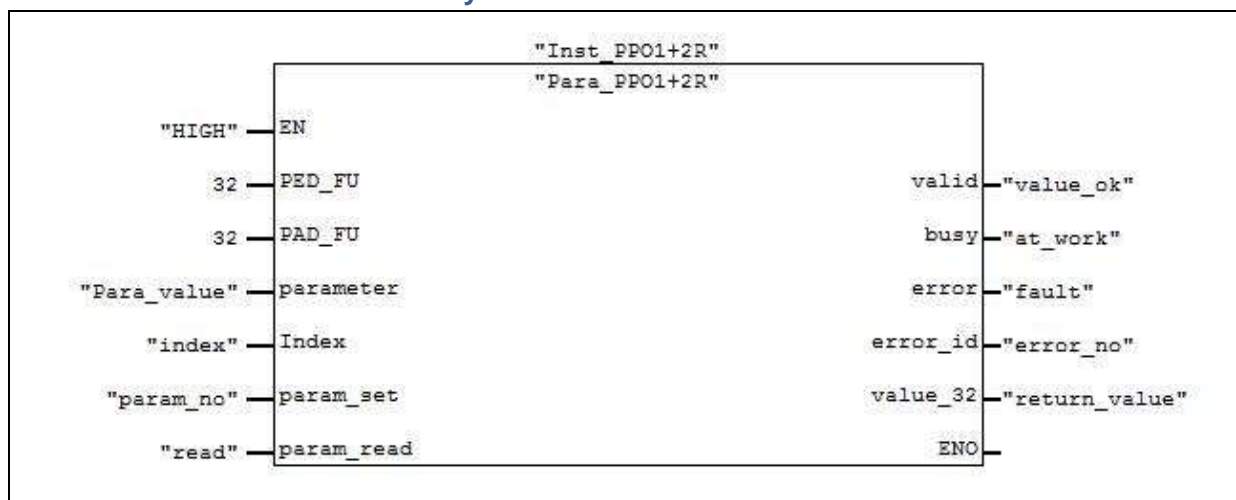 "Inst_PPO1+2R"
"Para_PPO1+2R"
"HIGH" EN
32 PED_FU valid "value_ok"
32 PAD_FU busy "at_work"
"Para_value" parameter error "fault"
"index" Index error_id "error_no"
"param_no" param_set value_32 "return_value"
"read" param_read ENO